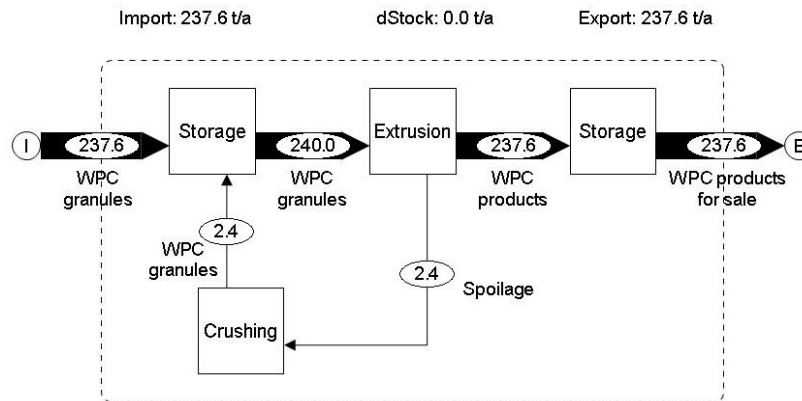 Import: 237.6 t/a
dStock: 0.0 t/a
Export: 237.6 t/a
I
237.6
WPC
granules
Storage
240.0
WPC
granules
Extrusion
237.6
WPC
products
Storage
237.6
WPC products
for sale
E
2.4
WPC
granules
2.4
Spoilage
Crushing